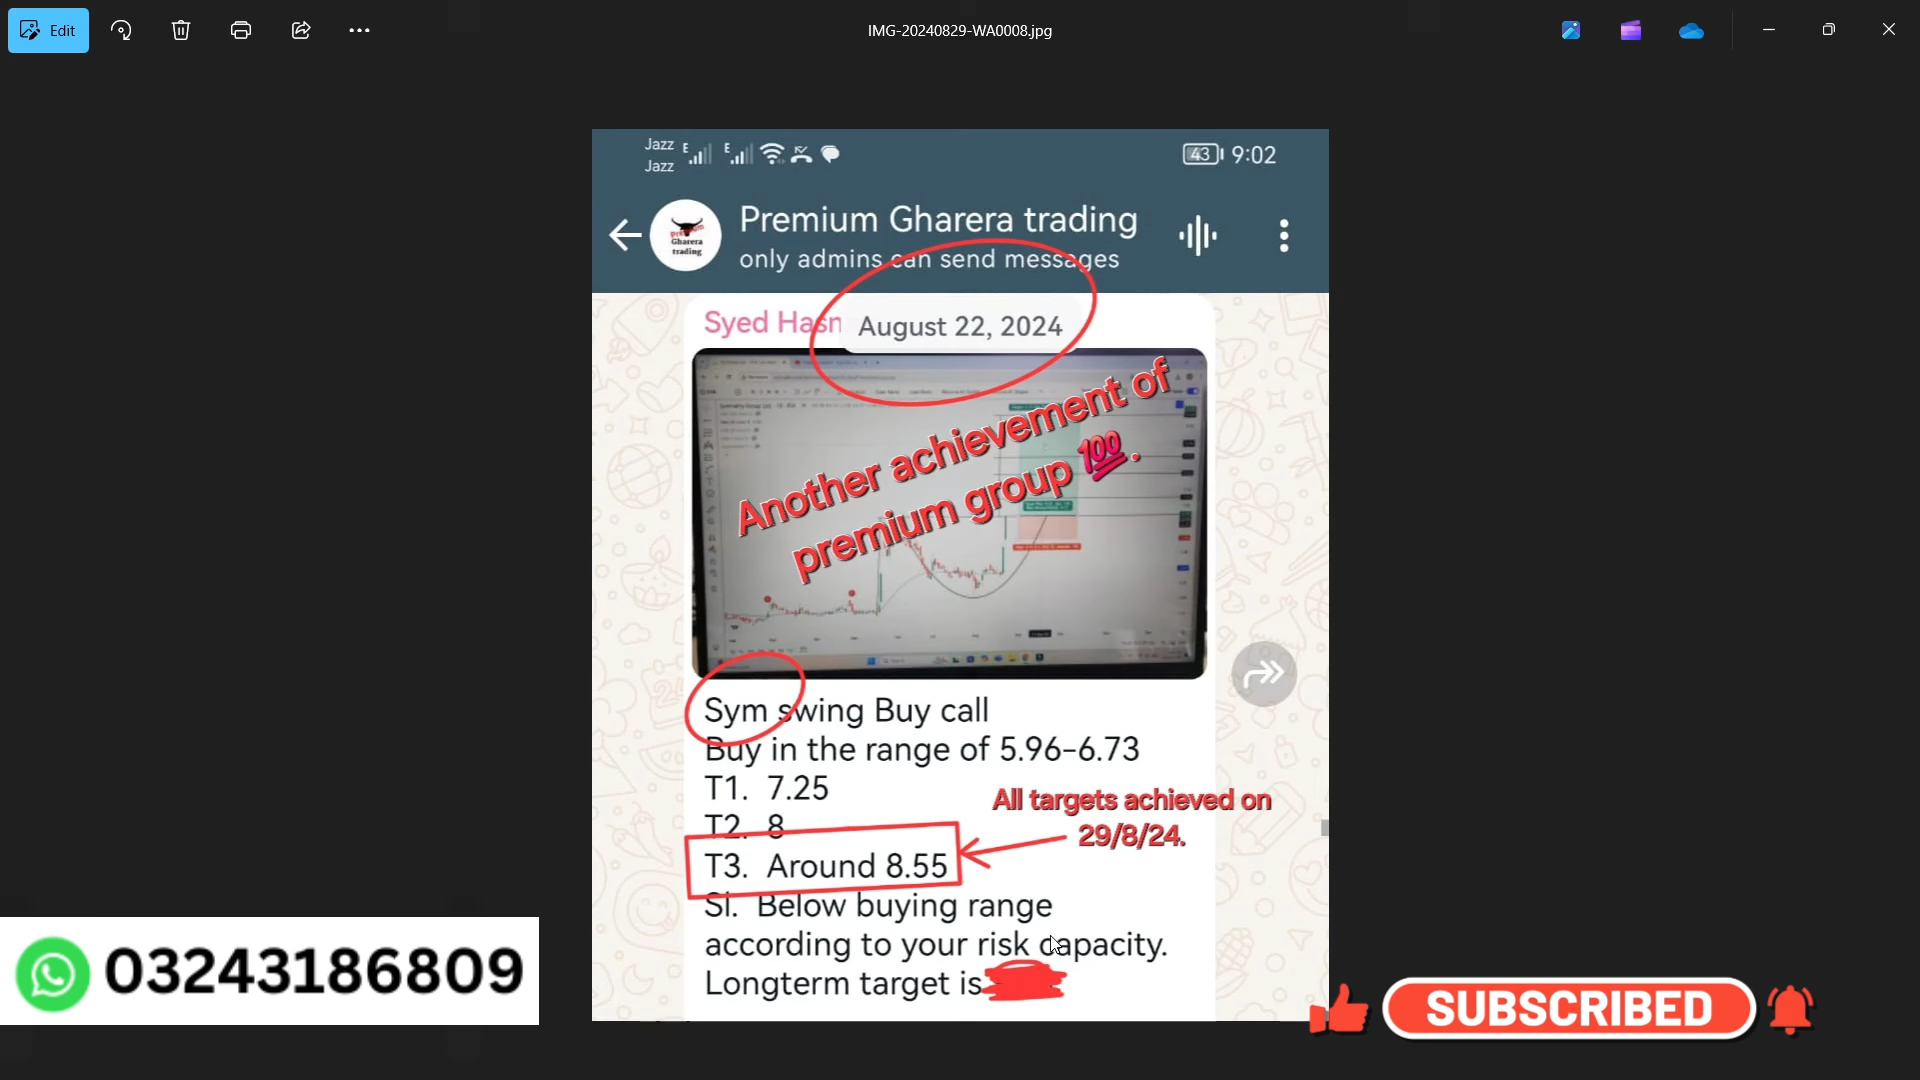 Edit
IMG-20240829-WA0008.jpg
Jazz
Jazz
E
E
43
9:02
Premium Gharera trading
only admins can send messages
Premium
Gharera
trading
Syed Hasn
August 22, 2024
Another achievement of
premium group 💯.
Sym swing Buy call
Buy in the range of 5.96-6.73
T1. 7.25
T2. 8
T3. Around 8.55
All targets achieved on
29/8/24.
Sl. Below buying range
according to your risk capacity.
Longterm target is
03243186809
SUBSCRIBED